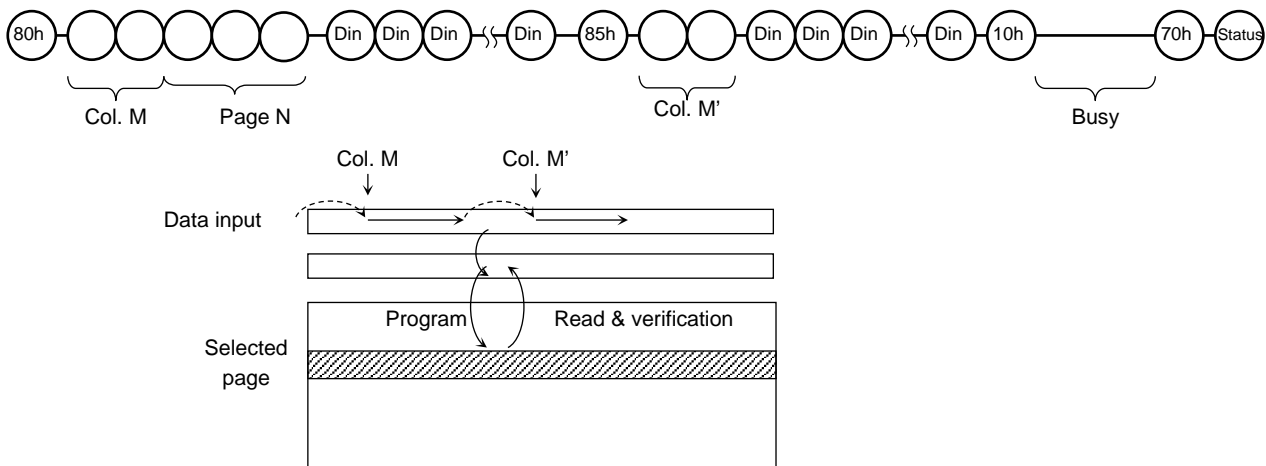 80h Din Din Din Din 85h Din Din Din Din 10h 70h Status
Col. M Page N Col. M’ Busy
Col. M Col. M’
Data input
Program Read & verification
Selected
page